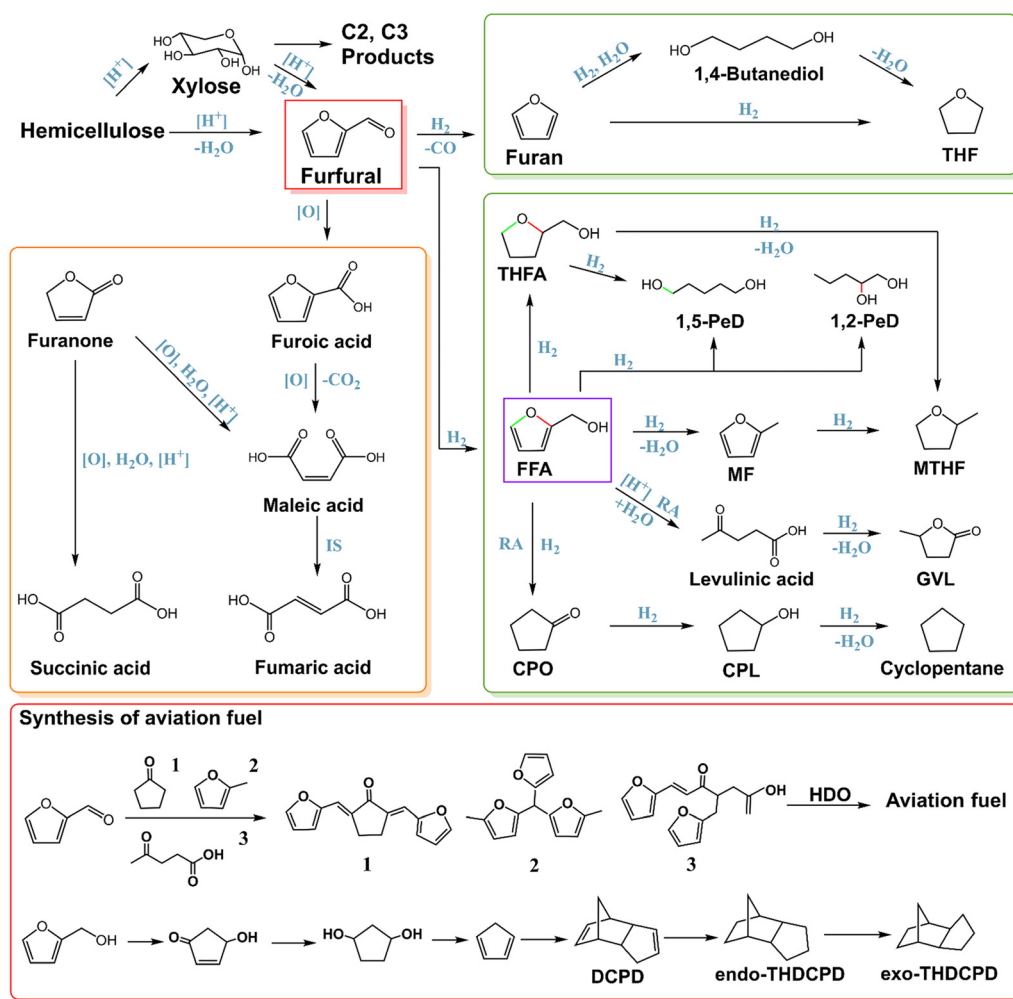 C2, C3
Products
[H⁺]
[H⁺]
-H₂O
Xylose
Hemicellulose
[H⁺]
-H₂O
Furfural
H₂
-CO
H₂, H₂O
1,4-Butanediol
-H₂O
H₂
Furan
THF
[O]
Furanone
Furoic acid
[O], H₂O, [H⁺]
[O]
-CO₂
[O], H₂O, [H⁺]
Maleic acid
IS
Succinic acid
Fumaric acid
H₂
THFA
H₂
-H₂O
H₂
1,5-PeD
1,2-PeD
H₂
H₂
FFA
H₂
-H₂O
MF
H₂
MTHF
[H⁺] RA
+H₂O
RA
H₂
Levulinic acid
H₂
-H₂O
GVL
CPO
H₂
CPL
H₂
-H₂O
Cyclopentane
Synthesis of aviation fuel
1
2
3
1
2
3
HDO
Aviation fuel
DCPD
endo-THDCPD
exo-THDCPD